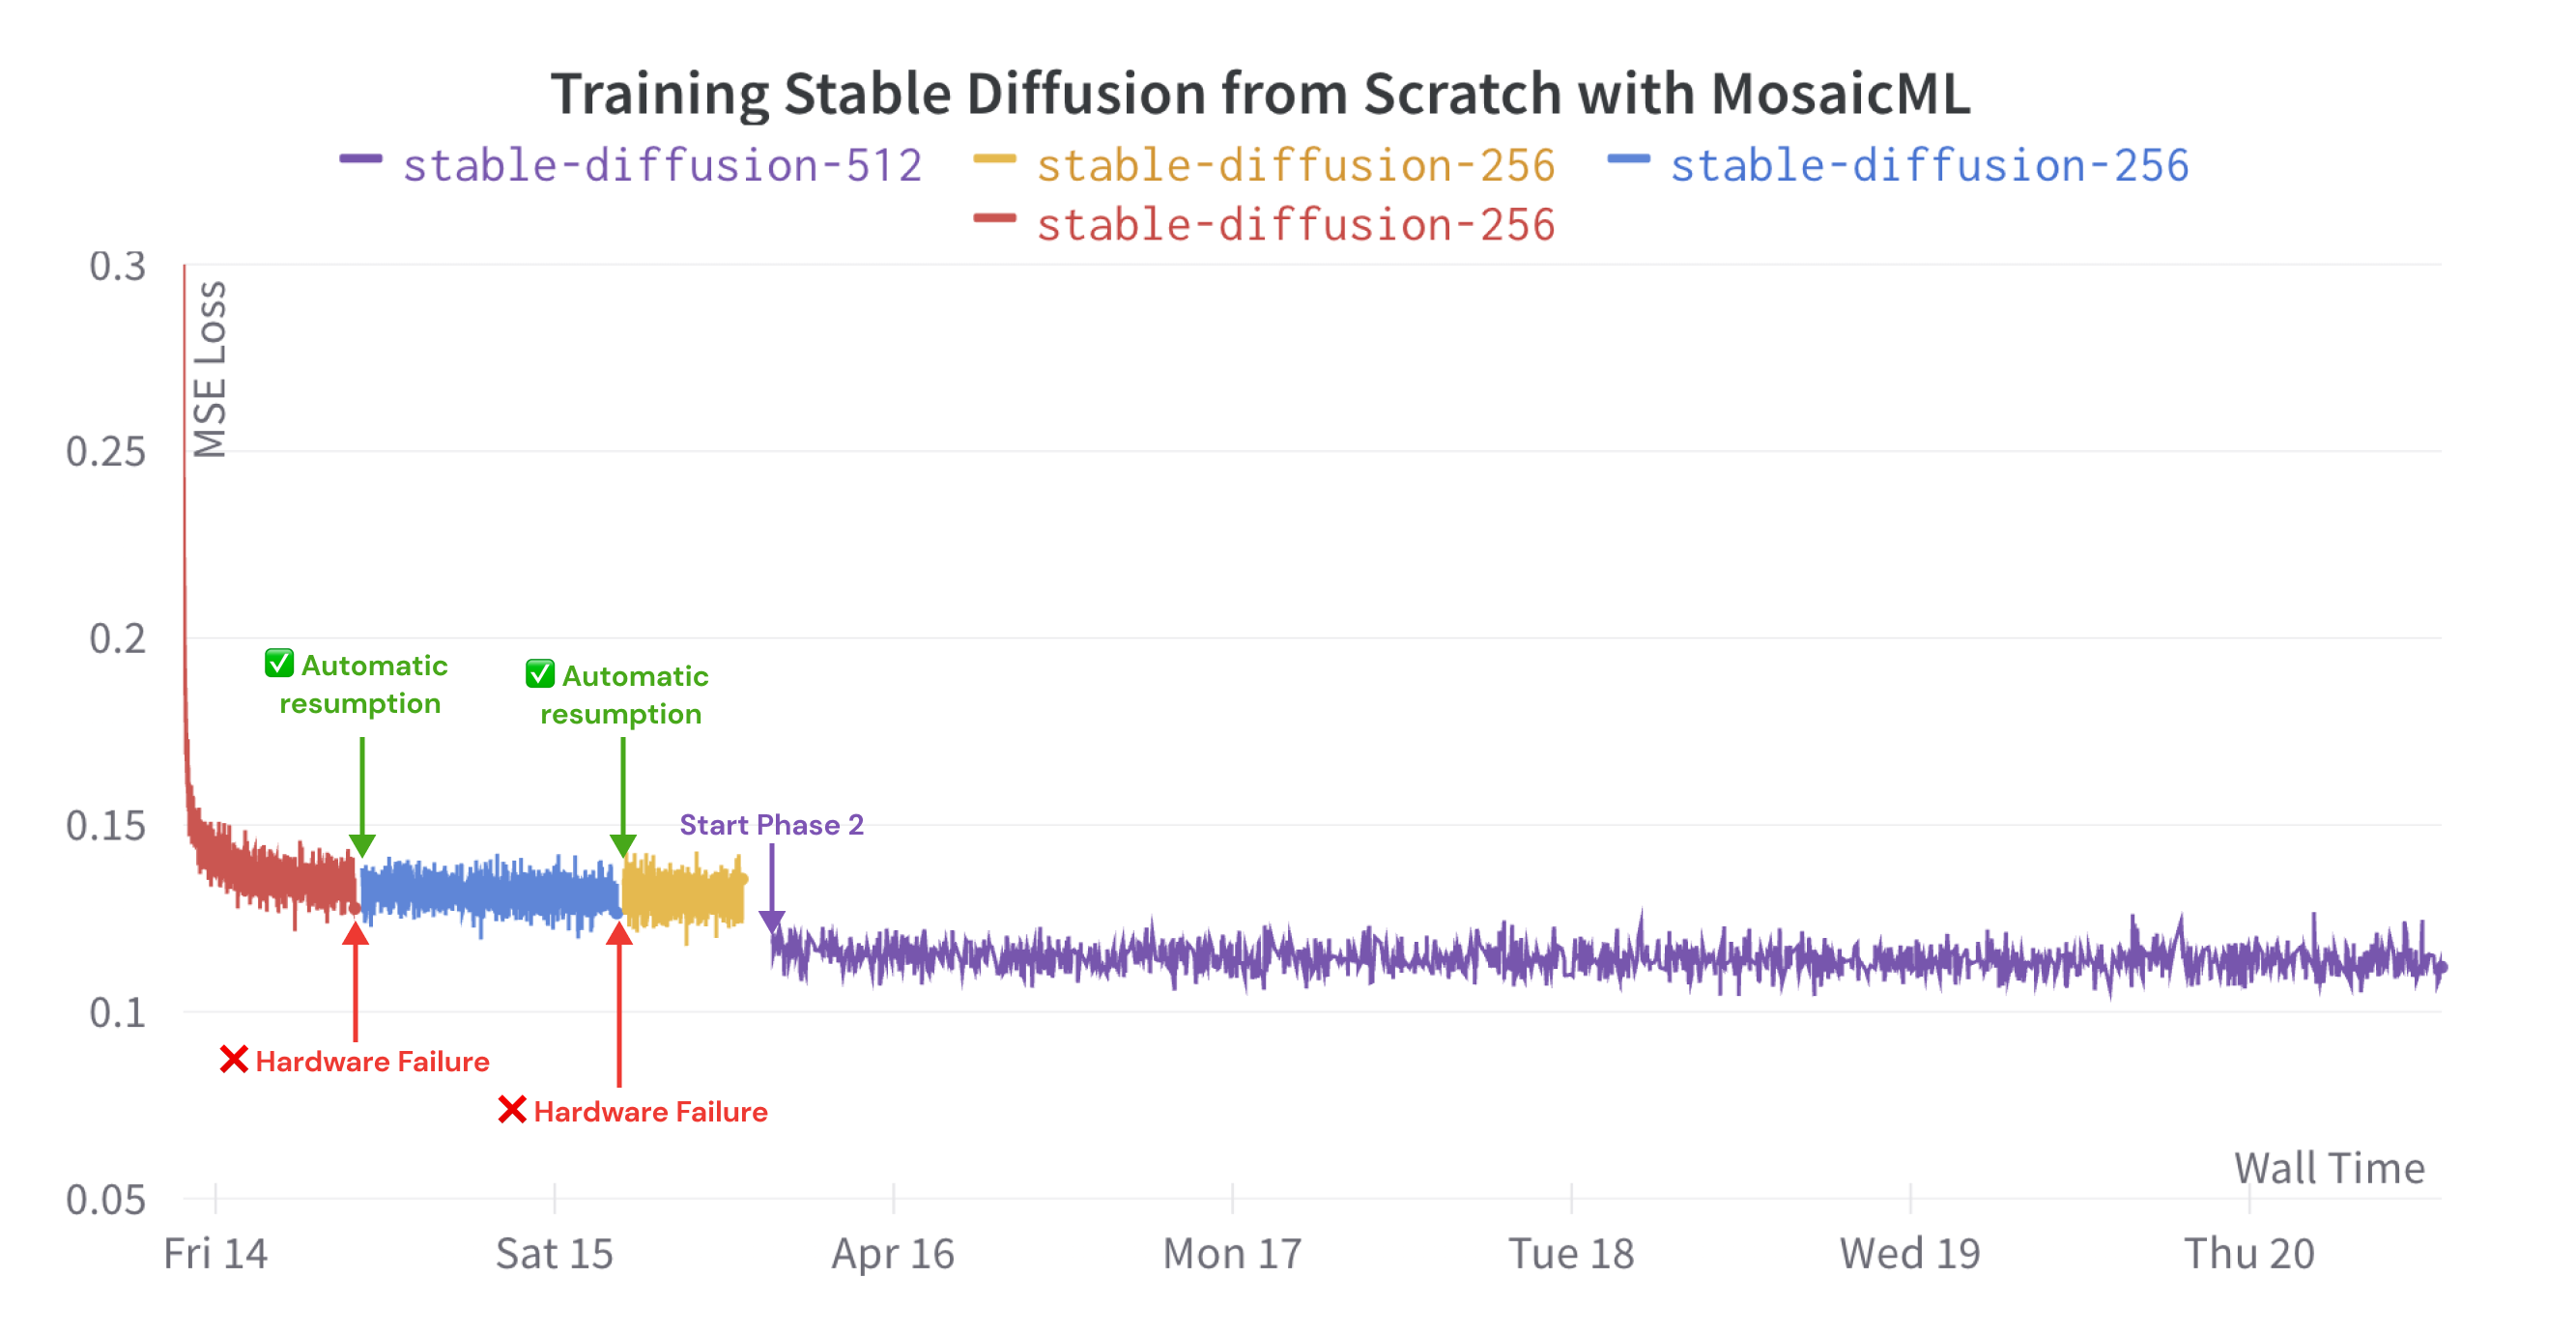 Training Stable Diffusion from Scratch with MosaicML
stable-diffusion-512 stable-diffusion-256 stable-diffusion-256
stable-diffusion-256
0.3
MSE Loss
0.25
0.2
✅ Automatic
resumption
✅ Automatic
resumption
0.15
Start Phase 2
0.1
❌ Hardware Failure
❌ Hardware Failure
Wall Time
0.05
Fri 14 Sat 15 Apr 16 Mon 17 Tue 18 Wed 19 Thu 20